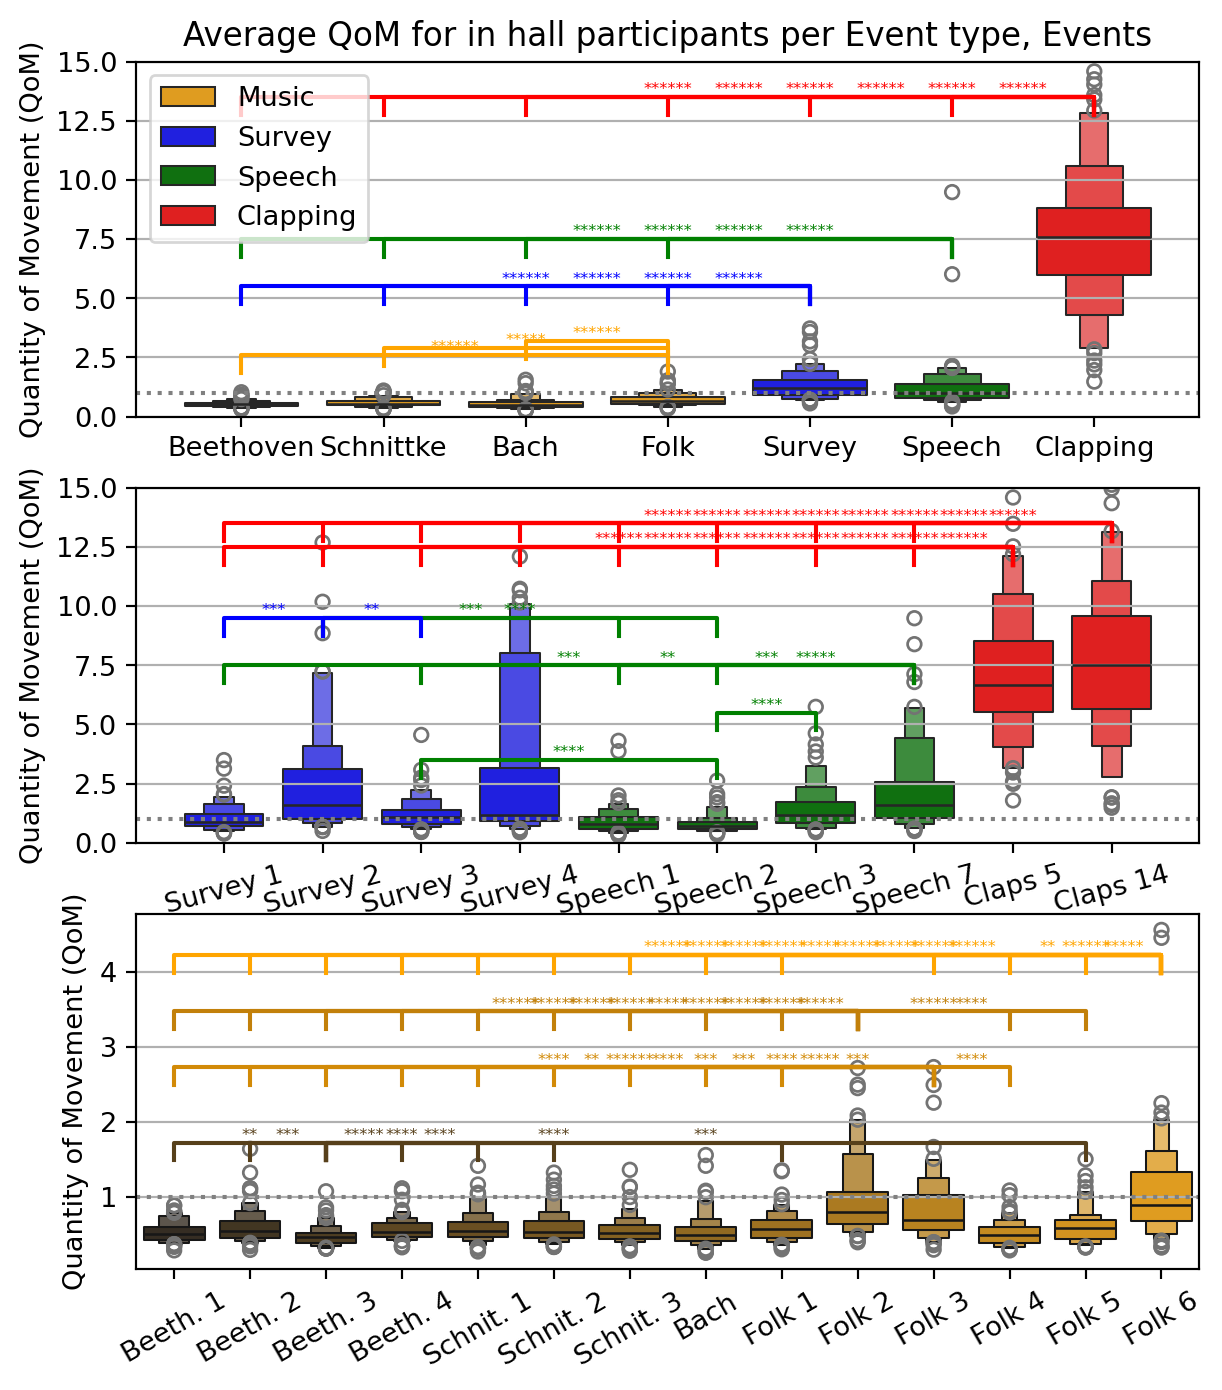 Average QoM for in hall participants per Event type, Events
Quantity of Movement (QoM)
15.0
12.5
10.0
7.5
5.0
2.5
0.0
Music
Survey
Speech
Clapping
Beethoven Schnittke Bach Folk Survey Speech Clapping
Quantity of Movement (QoM)
15.0
12.5
10.0
7.5
5.0
2.5
0.0
Survey 1 Survey 2 Survey 3 Survey 4 Speech 1 Speech 2 Speech 3 Speech 7 Claps 5 Claps 14
Quantity of Movement (QoM)
4
3
2
1
Beeth. 1 Beeth. 2 Beeth. 3 Beeth. 4 Schnit. 1 Schnit. 2 Schnit. 3 Bach Folk 1 Folk 2 Folk 3 Folk 4 Folk 5 Folk 6